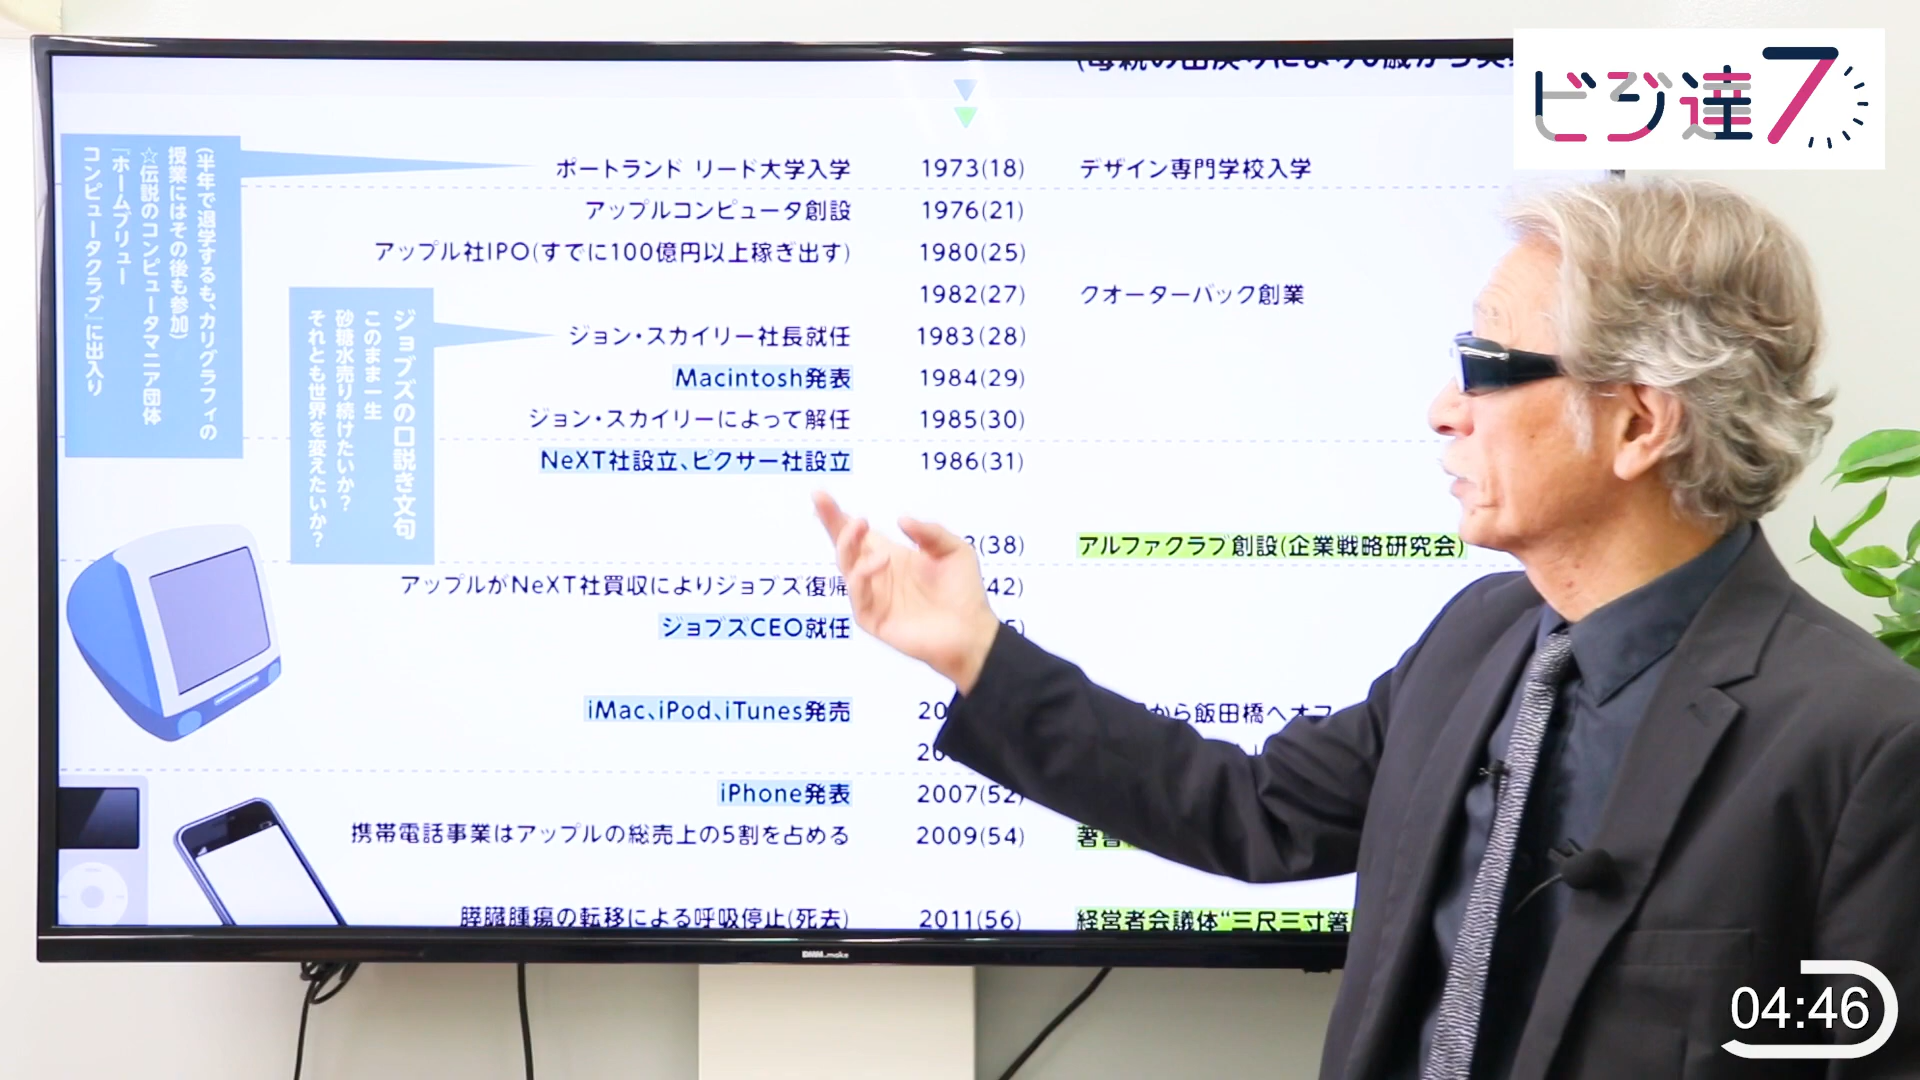 ビジ達7
ポートランド リード大学入学 1973(18) デザイン専門学校入学
アップルコンピュータ創設 1976(21)
アップル社IPO(すでに100億円以上稼ぎ出す) 1980(25)
1982(27) クオーターバック創業
ジョン・スカイリー社長就任 1983(28)
Macintosh発表 1984(29)
ジョン・スカイリーによって解任 1985(30)
NeXT社設立、ピクサー社設立 1986(31)
(38) アルファクラブ創設(企業戦略研究会)
アップルがNeXT社買収によりジョブズ復帰 42)
ジョブズCEO就任
iMac、iPod、iTunes発売 20 から飯田橋へオフ
20
iPhone発表 2007(52)
携帯電話事業はアップルの総売上の5割を占める 2009(54) 著書
膵臓腫瘍の転移による呼吸停止(死去) 2011(56) 経営者会議体“三尺三寸箸
(半年で退学するも、カリグラフィの
授業にはその後も参加)
☆伝説のコンピュータマニア団体
『ホームブリュー
コンピュータクラブ』に出入り
ジョブズの口説き文句
このまま一生
砂糖水売り続けたいか?
それとも世界を変えたいか?
DMM.make
04:46